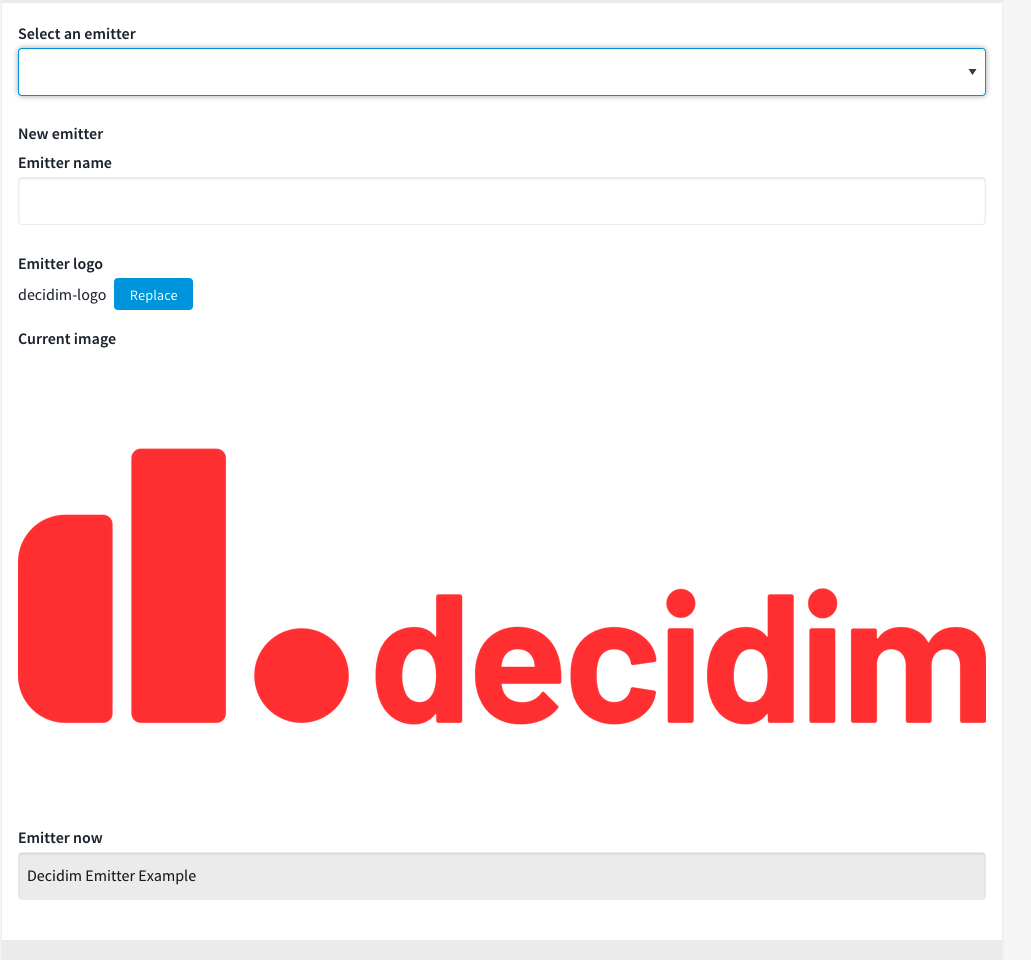 Select an emitter
New emitter
Emitter name
Emitter logo
decidim-logo Replace
Current image
decidim
Emitter now
Decidim Emitter Example